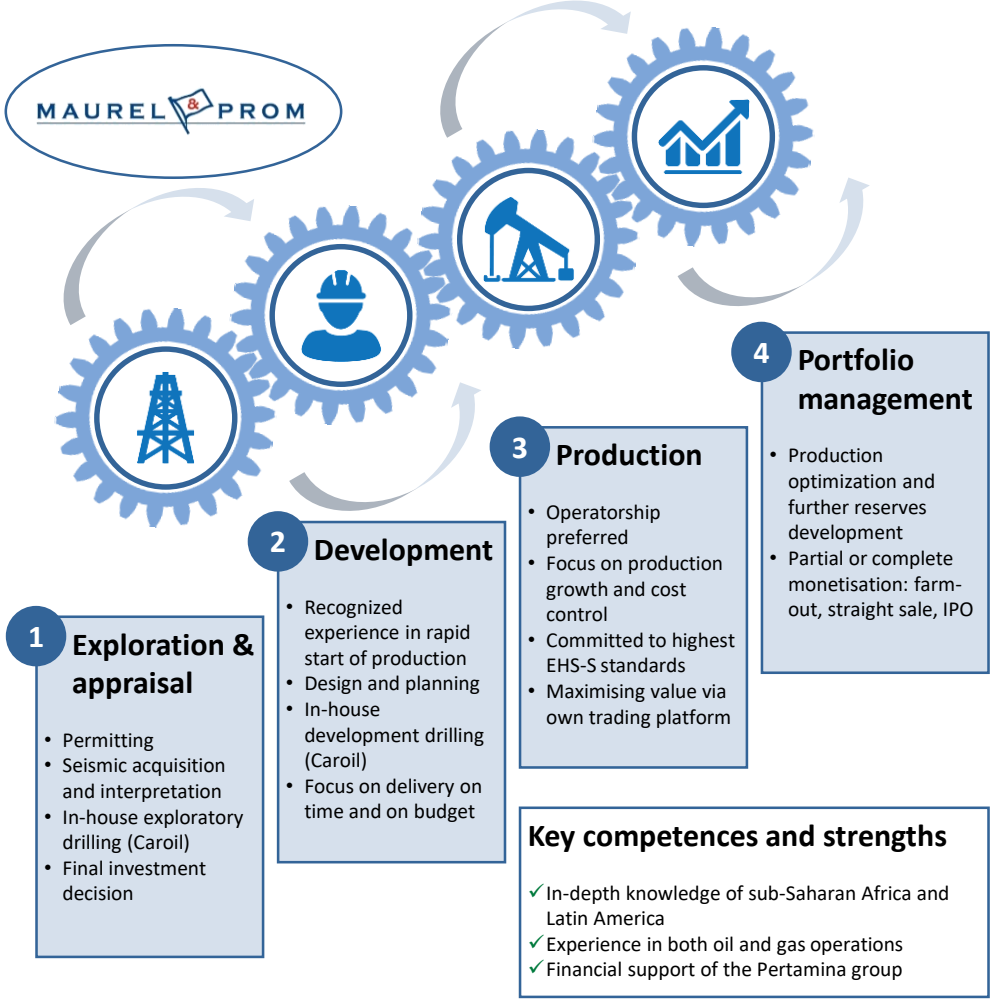 MAUREL & PROM
1
Exploration &
appraisal
• Permitting
• Seismic acquisition
and interpretation
• In-house exploratory
drilling (Caroil)
• Final investment
decision
2
Development
• Recognized
experience in rapid
start of production
• Design and planning
• In-house
development drilling
(Caroil)
• Focus on delivery on
time and on budget
3
Production
• Operatorship
preferred
• Focus on production
growth and cost
control
• Committed to highest
EHS-S standards
• Maximising value via
own trading platform
4
Portfolio
management
• Production
optimization and
further reserves
development
• Partial or complete
monetisation: farm-
out, straight sale, IPO
Key competences and strengths
✓ In-depth knowledge of sub-Saharan Africa and
Latin America
✓ Experience in both oil and gas operations
✓ Financial support of the Pertamina group